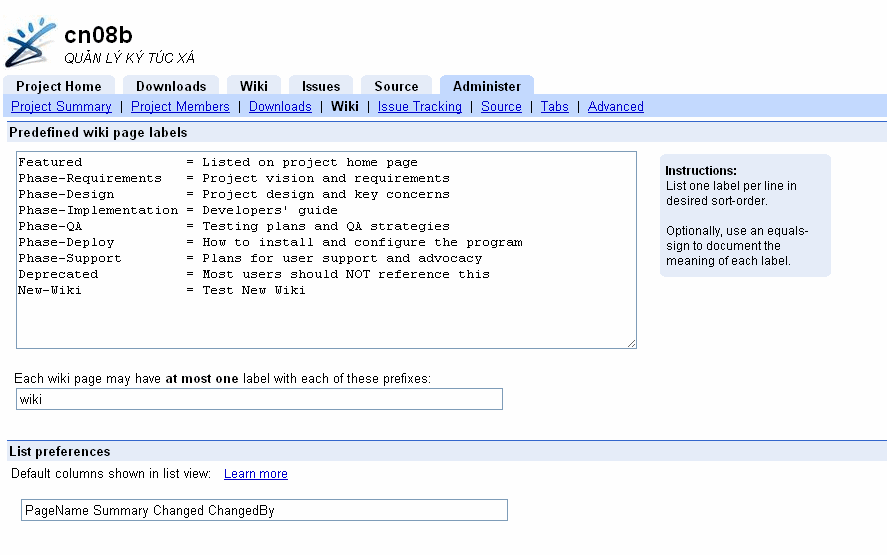 cn08b
QUẢN LÝ KÝ TÚC XÁ
Project Home Downloads Wiki Issues Source Administer
Project Summary | Project Members | Downloads | Wiki | Issue Tracking | Source | Tabs | Advanced
Predefined wiki page labels
Featured = Listed on project home page
Phase-Requirements = Project vision and requirements
Phase-Design = Project design and key concerns
Phase-Implementation = Developers' guide
Phase-QA = Testing plans and QA strategies
Phase-Deploy = How to install and configure the program
Phase-Support = Plans for user support and advocacy
Deprecated = Most users should NOT reference this
New-Wiki = Test New Wiki
Instructions:
List one label per line in
desired sort-order.
Optionally, use an equals-
sign to document the
meaning of each label.
Each wiki page may have at most one label with each of these prefixes:
wiki
List preferences
Default columns shown in list view: Learn more
PageName Summary Changed ChangedBy